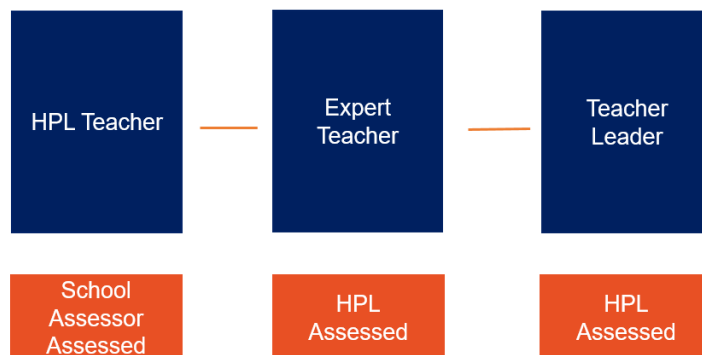 HPL Teacher
Expert
Teacher
Teacher
Leader
School
Assessor
Assessed
HPL
Assessed
HPL
Assessed